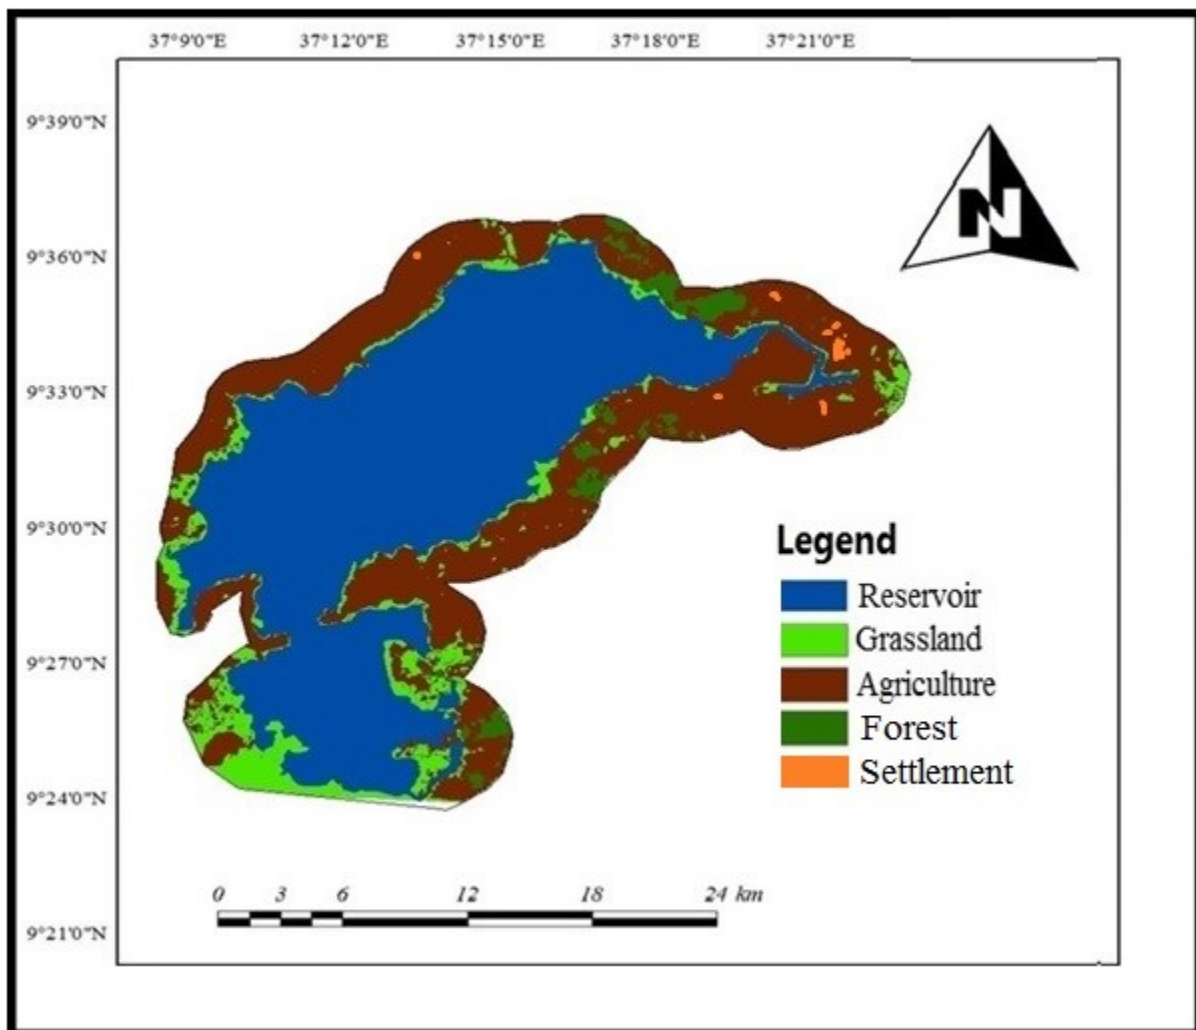 37°9'0"E 37°12'0"E 37°15'0"E 37°18'0"E 37°21'0"E
9°39'0"N
N
9°36'0"N
9°33'0"N
9°30'0"N
Legend
Reservoir
Grassland
9°27'0"N
Agriculture
Forest
Settlement
9°24'0"N
0 3 6 12 18 24 km
9°21'0"N